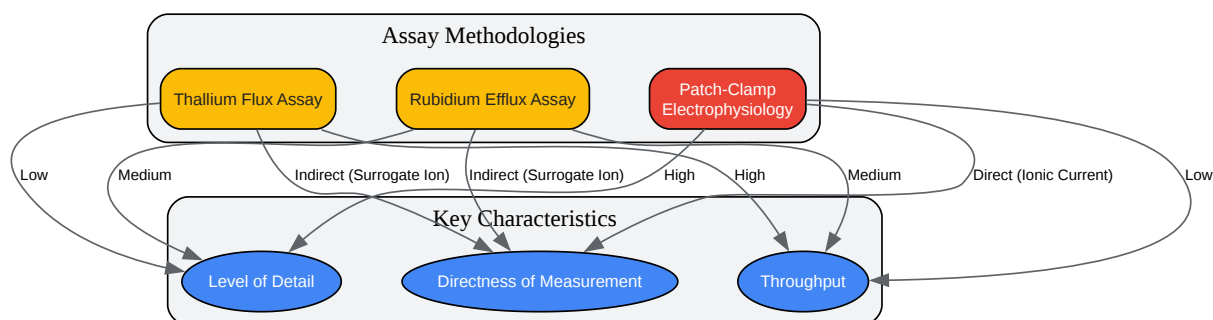 Assay Methodologies
Thallium Flux Assay
Rubidium Efflux Assay
Patch-Clamp
Electrophysiology
Low
Medium
Indirect (Surrogate Ion)
Indirect (Surrogate Ion)
High
High
Medium
Direct (Ionic Current)
Low
Key Characteristics
Level of Detail
Directness of Measurement
Throughput